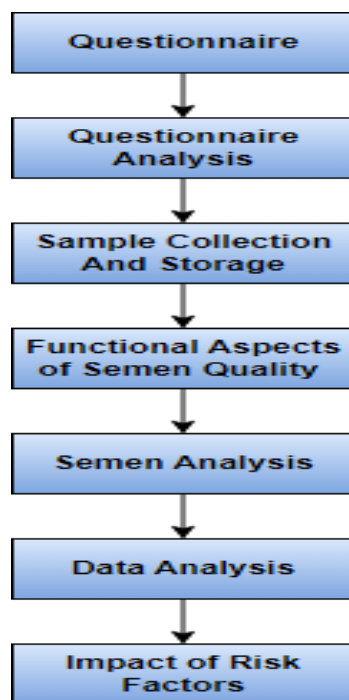 Questionnaire
Questionnaire
Analysis
Sample Collection
And Storage
Functional Aspects
of Semen Quality
Semen Analysis
Data Analysis
Impact of Risk
Factors